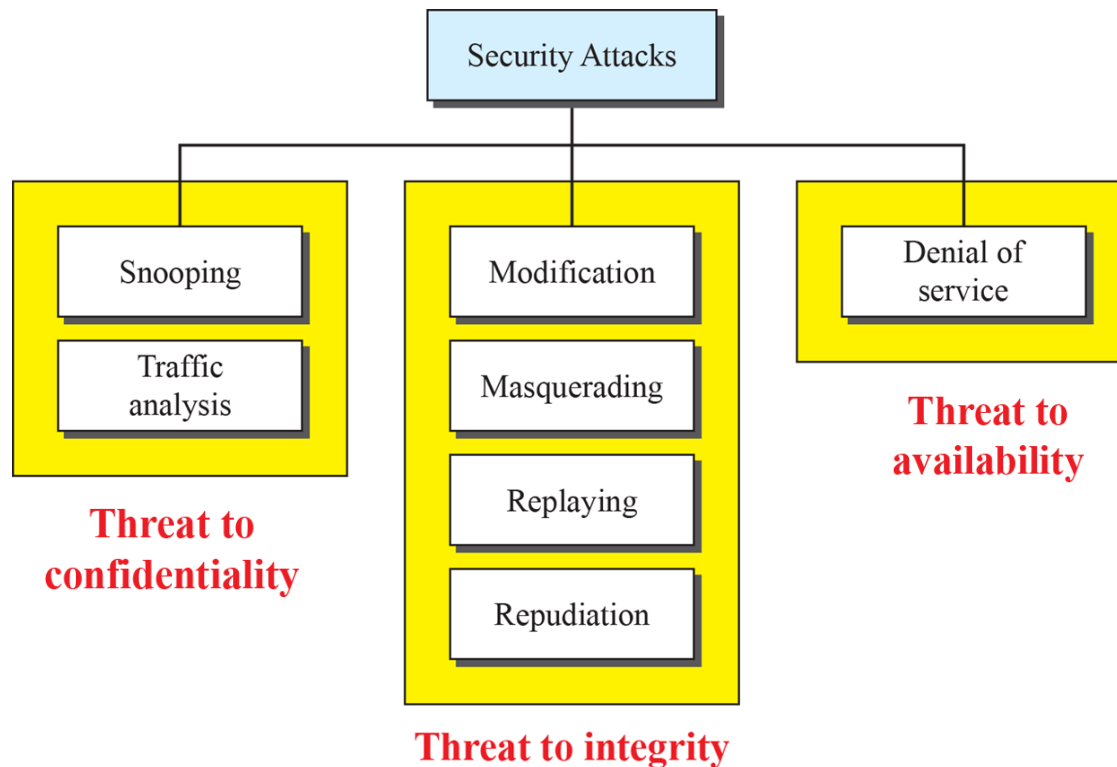 Security Attacks
Snooping
Traffic
analysis
Threat to
confidentiality
Modification
Masquerading
Replaying
Repudiation
Threat to integrity
Denial of
service
Threat to
availability